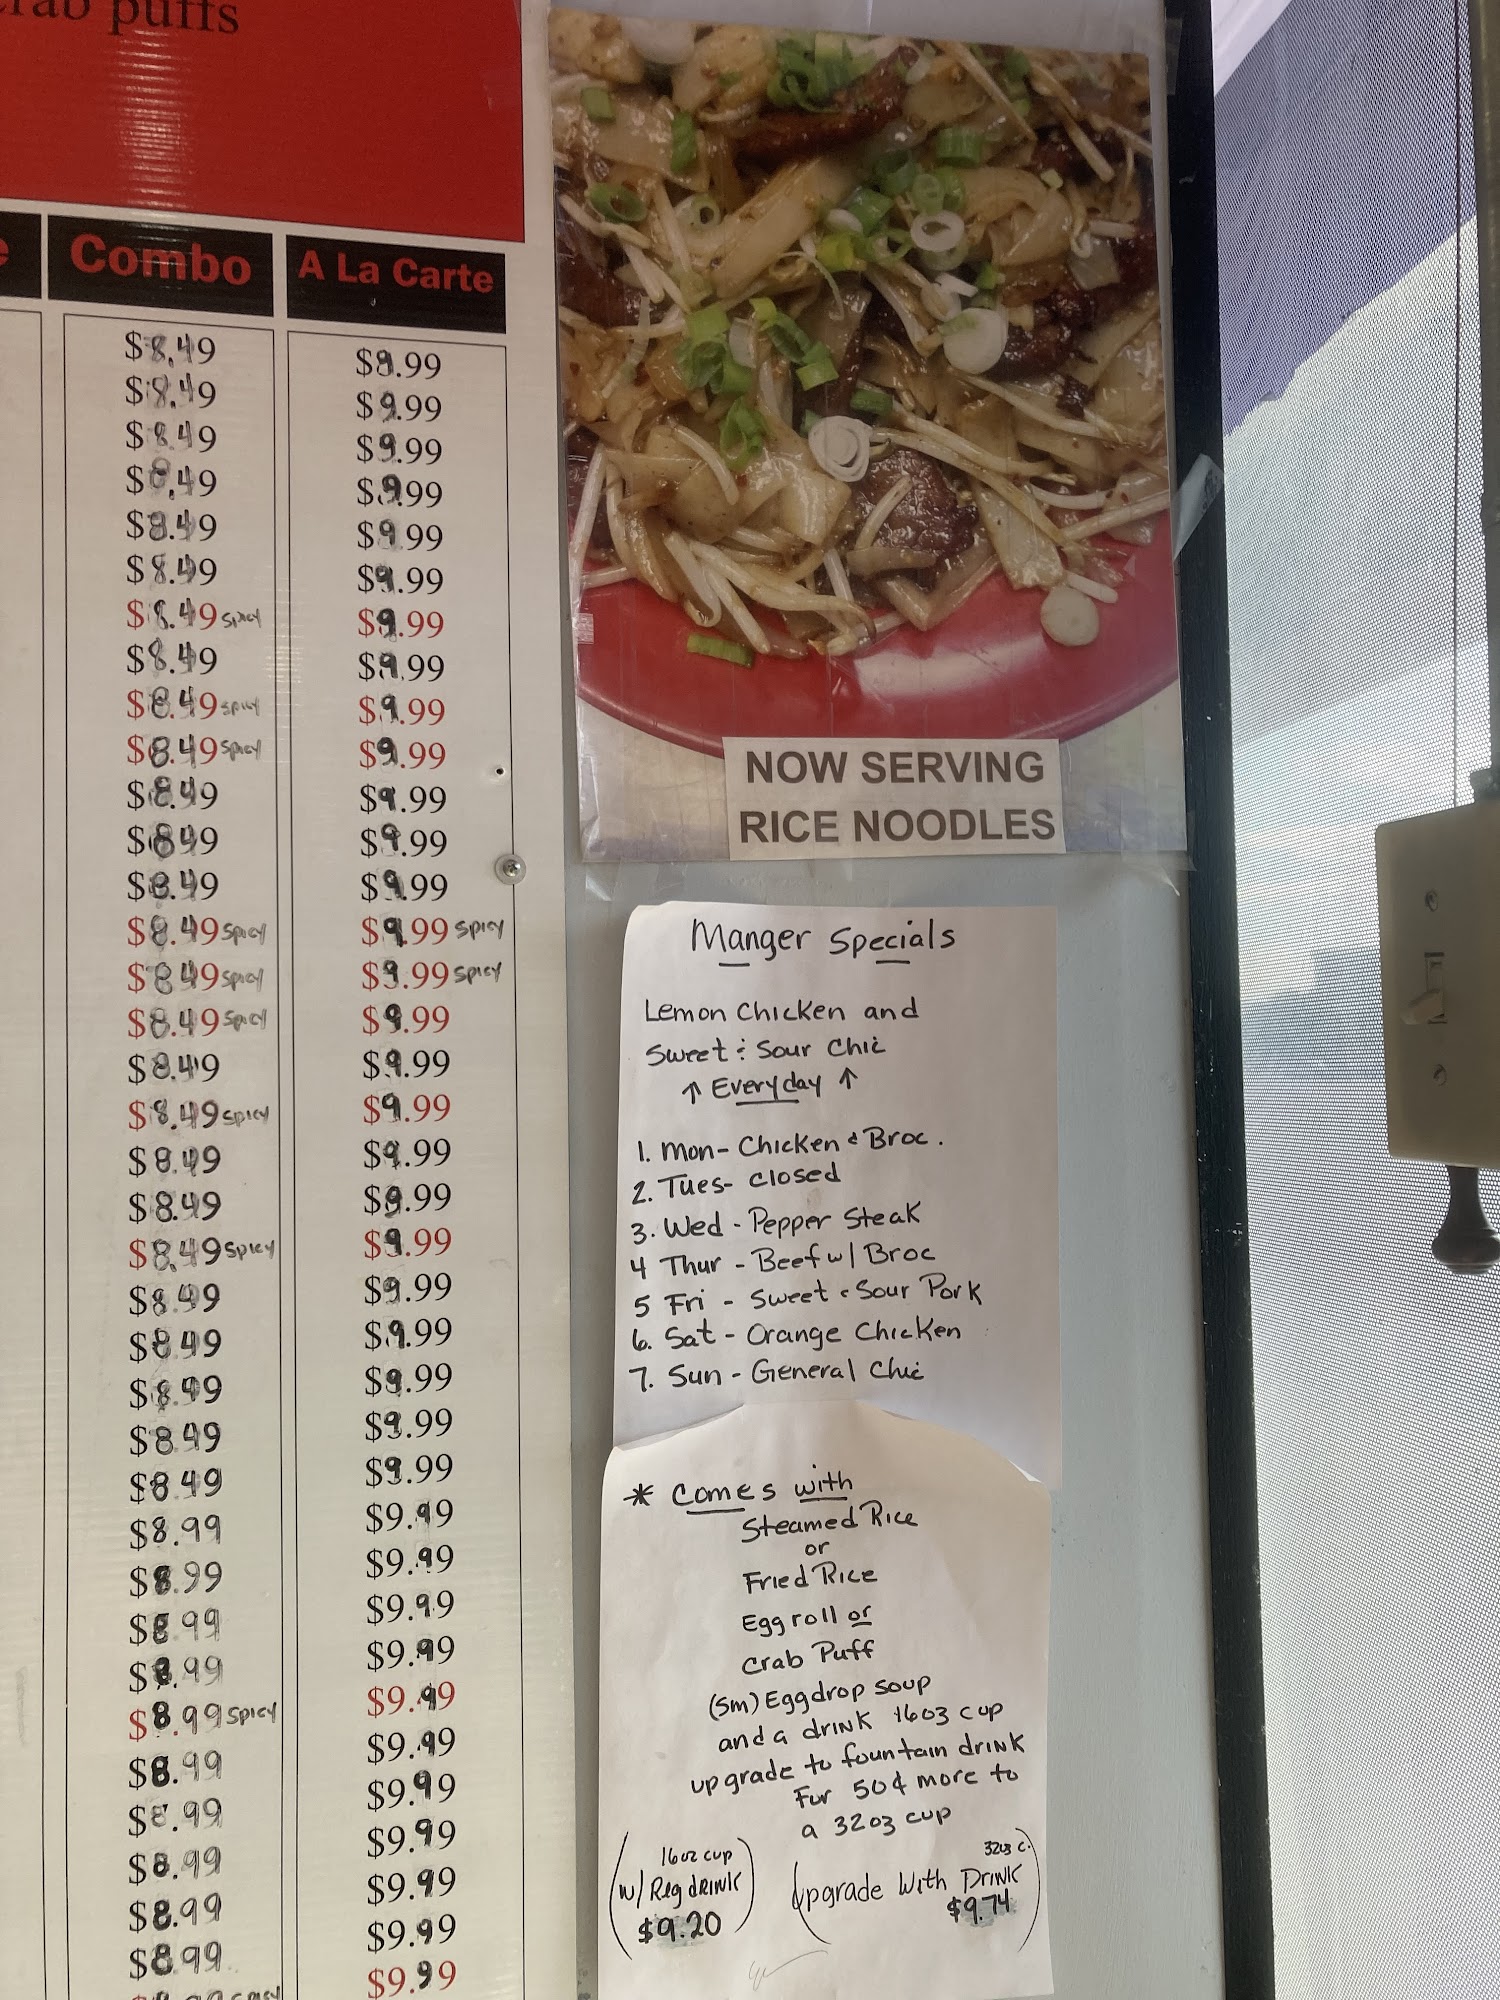 crab puffs
Combo A La Carte
$8.49 $9.99
$8.49 $9.99
$8.49 $9.99
$8.49 $9.99
$8.49 $9.99
$8.49 $9.99
$8.49 spicy $9.99
$8.49 $9.99
$8.49 spicy $9.99
$8.49 spicy $9.99
$8.49 $9.99
$8.49 $9.99
$8.49 $9.99
$8.49 spicy $9.99 spicy
$8.49 spicy $9.99 spicy
$8.49 spicy $9.99
$8.49 $9.99
$8.49 spicy $9.99
$8.49 $9.99
$8.49 $9.99
$8.49 spicy $9.99
$8.49 $9.99
$8.49 $9.99
$8.49 $9.99
$8.49 $9.99
$8.49 $9.99
$8.99 $9.99
$8.99 $9.99
$8.99 $9.99
$8.99 $9.99
$8.99 spicy $9.99
$8.99 $9.99
$8.99 $9.99
$8.99 $9.99
$8.99 $9.99
$8.99 $9.99
$9.99
NOW SERVING
RICE NOODLES
Manger Specials
Lemon Chicken and
Sweet & Sour Chic
↑ Everyday ↑
1. Mon- Chicken & Broc.
2. Tues- closed
3. Wed - Pepper Steak
4 Thur - Beef w/ Broc
5 Fri - Sweet & Sour Pork
6. Sat - Orange Chicken
7. Sun - General Chic
* Comes with
Steamed Rice
or
Fried Rice
Egg roll or
Crab Puff
(Sm) Eggdrop soup
and a drink 16oz cup
upgrade to fountain drink
For 50¢ more to
a 32oz cup
16oz cup
(w/ Reg drink)
$9.20
32oz c.
(Upgrade With Drink
$9.74)